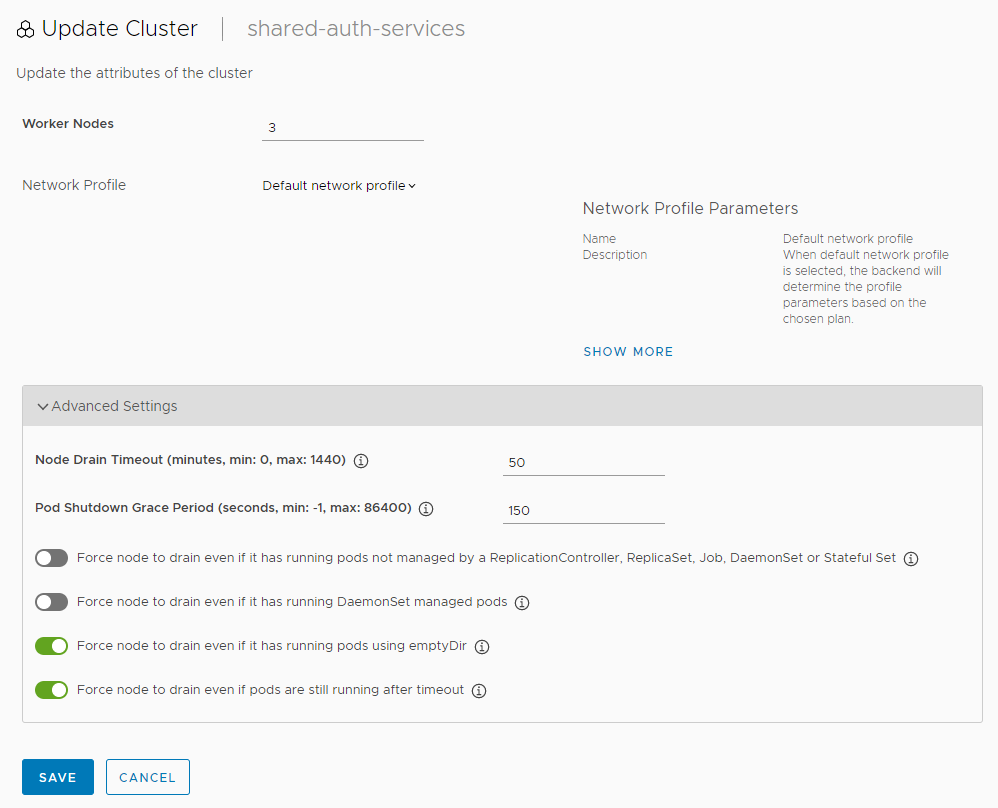 Update Cluster | shared-auth-services
Update the attributes of the cluster
Worker Nodes 3
Network Profile Default network profile
Network Profile Parameters
Name Default network profile
Description When default network profile
is selected, the backend will
determine the profile
parameters based on the
chosen plan.
SHOW MORE
Advanced Settings
Node Drain Timeout (minutes, min: 0, max: 1440) 50
Pod Shutdown Grace Period (seconds, min: -1, max: 86400) 150
Force node to drain even if it has running pods not managed by a ReplicationController, ReplicaSet, Job, DaemonSet or Stateful Set
Force node to drain even if it has running DaemonSet managed pods
Force node to drain even if it has running pods using emptyDir
Force node to drain even if pods are still running after timeout
SAVE CANCEL